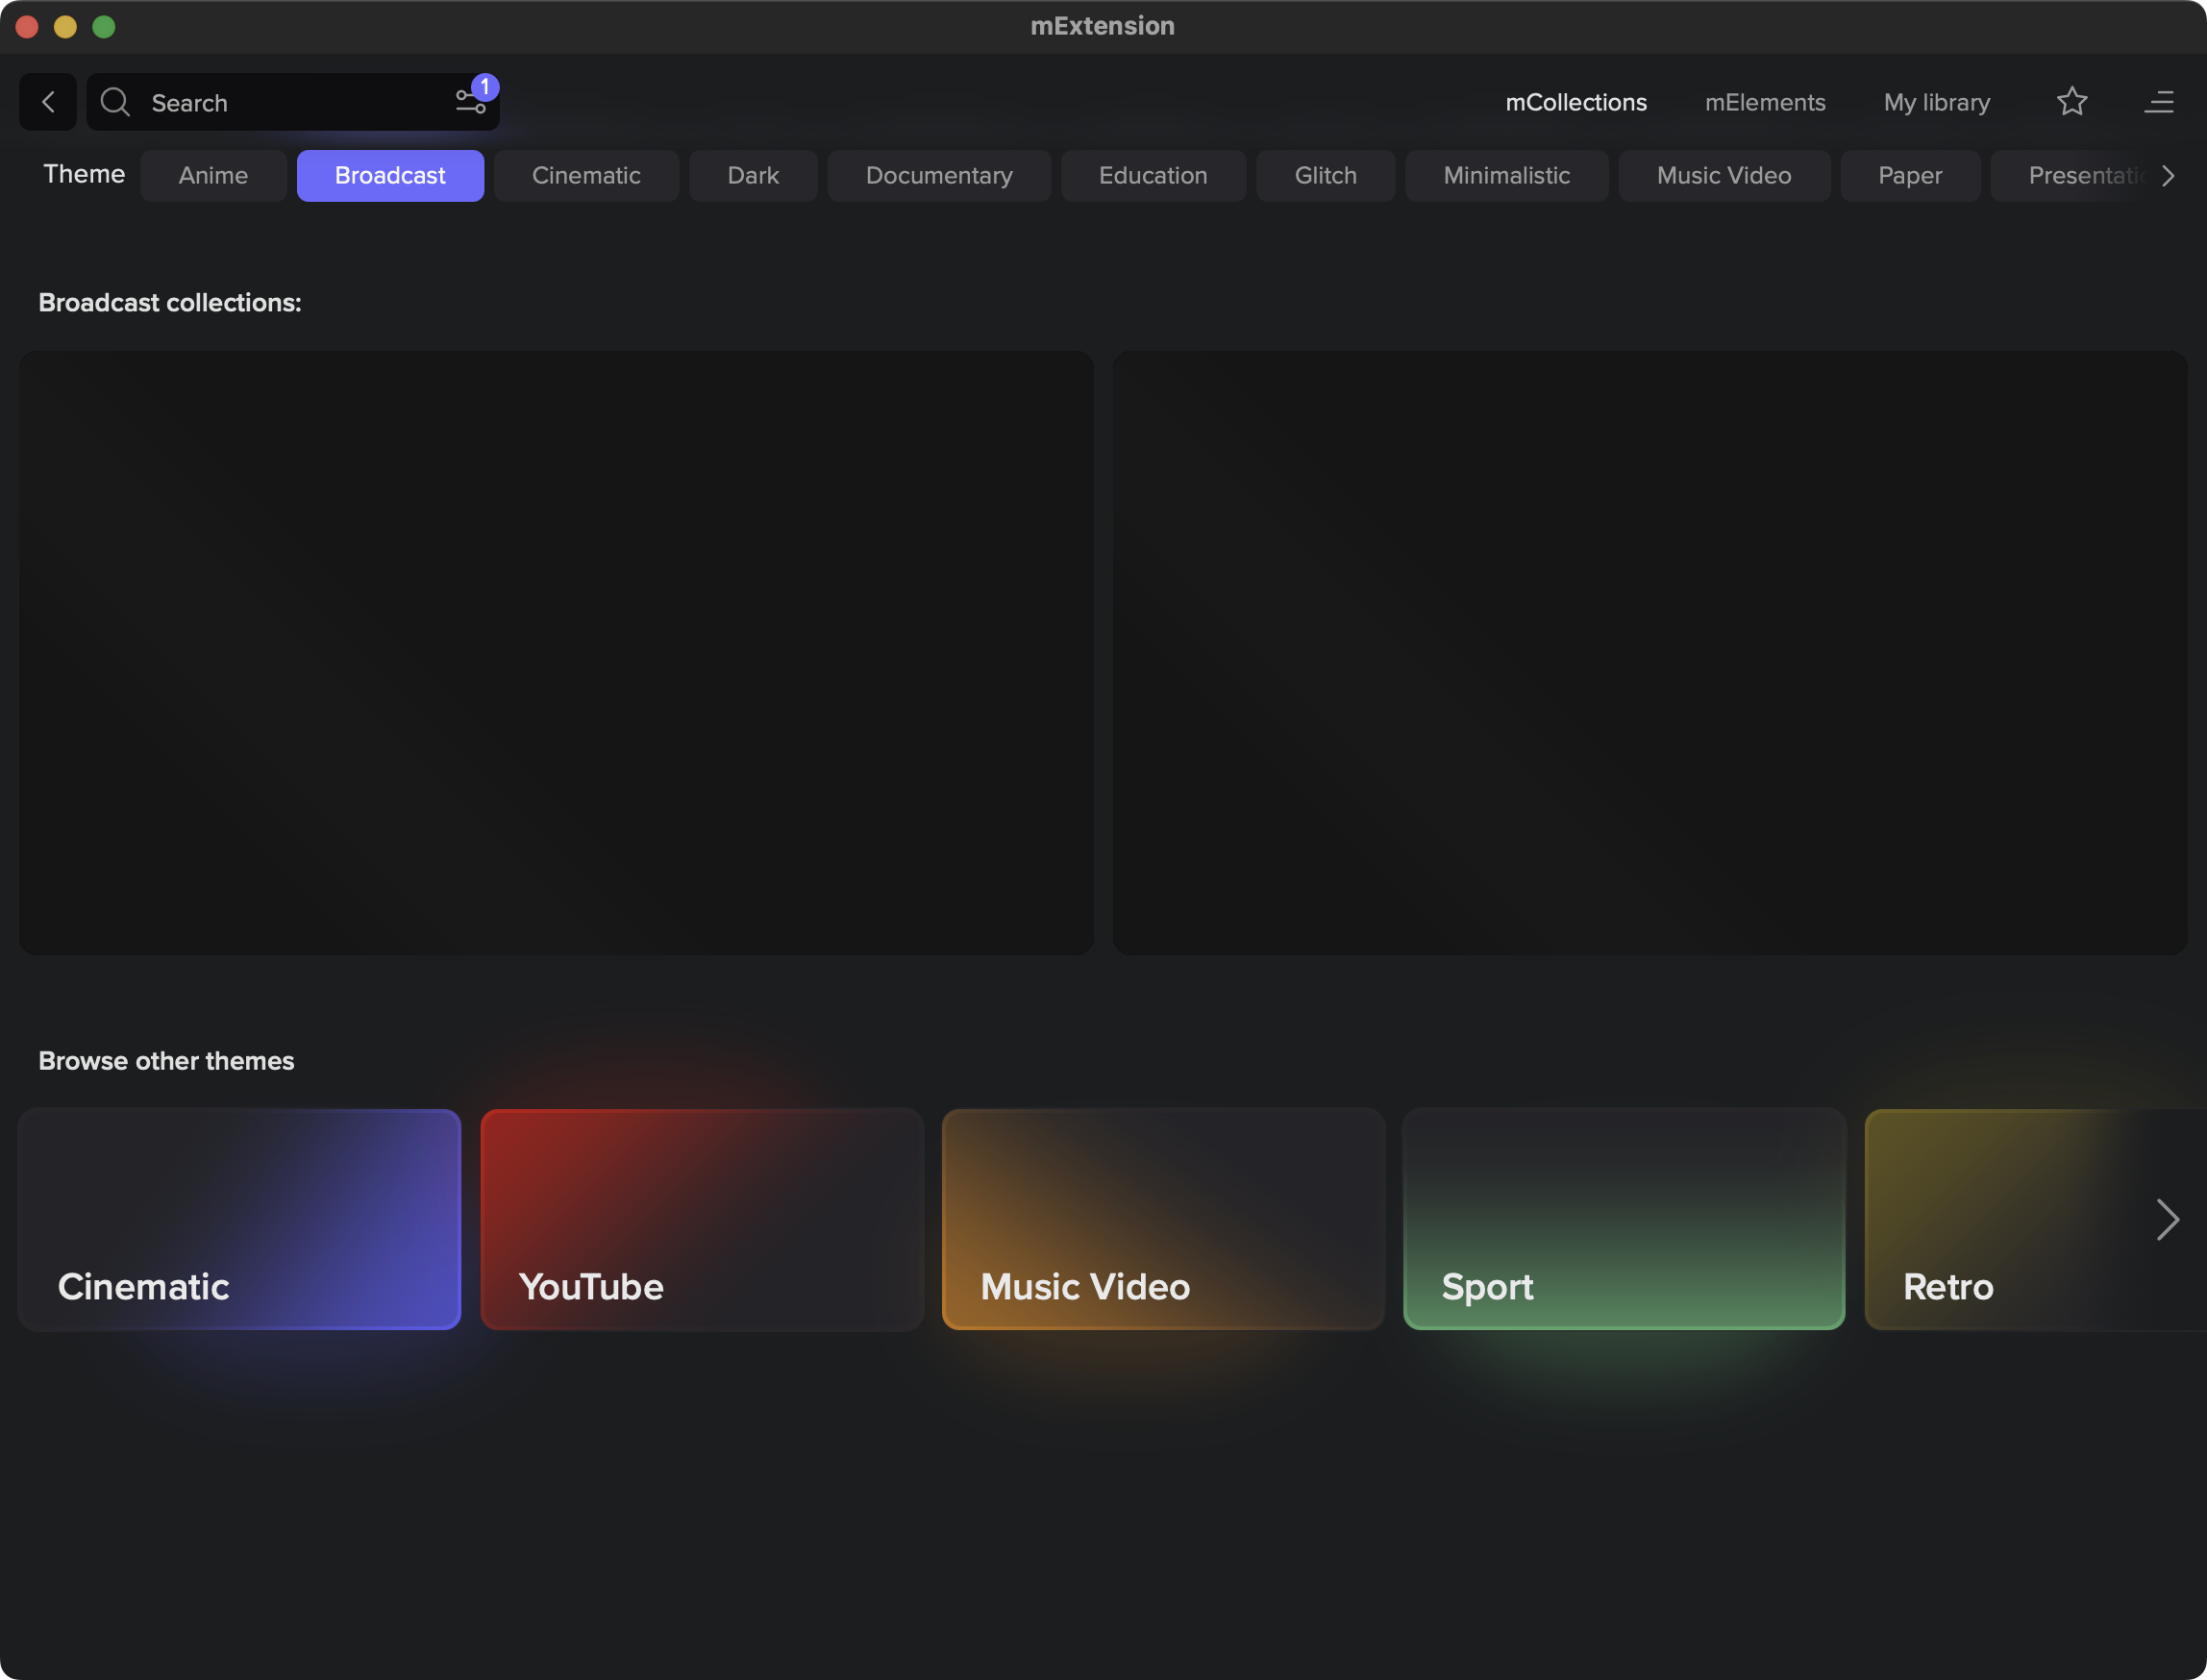 mExtension
Search
1
mCollections
mElements
My library
Theme
Anime
Broadcast
Cinematic
Dark
Documentary
Education
Glitch
Minimalistic
Music Video
Paper
Presentati
Broadcast collections:
Browse other themes
Cinematic
YouTube
Music Video
Sport
Retro